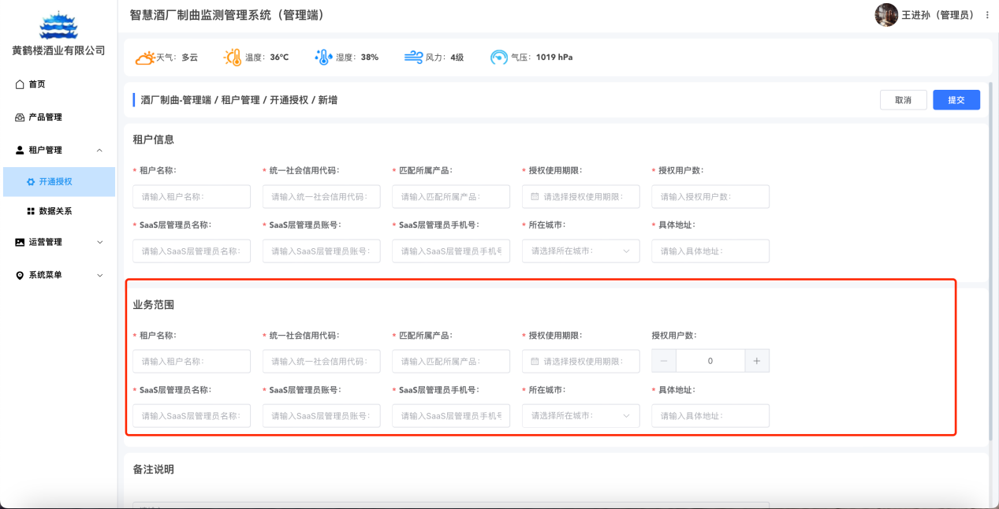 智慧酒厂制曲监测管理系统（管理端）
王进孙（管理员）
黄鹤楼酒业有限公司
首页
产品管理
租户管理
开通授权
数据关系
运营管理
系统菜单
天气： 多云 温度： 36°C 湿度： 38% 风力： 4级 气压： 1019 hPa
酒厂制曲-管理端 / 租户管理 / 开通授权 / 新增
取消 提交
租户信息
* 租户名称： * 统一社会信用代码： * 匹配所属产品： * 授权使用期限： * 授权用户数：
请输入租户名称： 请输入统一社会信用代码： 请输入匹配所属产品： 请选择授权使用期限： 请输入授权用户数：
* SaaS层管理员名称： * SaaS层管理员账号： * SaaS层管理员手机号： * 所在城市： * 具体地址：
请输入SaaS层管理员名称： 请输入SaaS层管理员账号： 请输入SaaS层管理员手机号 请选择所在城市： 请输入具体地址：
业务范围
* 租户名称： * 统一社会信用代码： * 匹配所属产品： * 授权使用期限： 授权用户数：
请输入租户名称： 请输入统一社会信用代码： 请输入匹配所属产品： 请选择授权使用期限： － 0 +
* SaaS层管理员名称： * SaaS层管理员账号： * SaaS层管理员手机号： * 所在城市： * 具体地址：
请输入SaaS层管理员名称： 请输入SaaS层管理员账号： 请输入SaaS层管理员手机号 请选择所在城市： 请输入具体地址：
备注说明